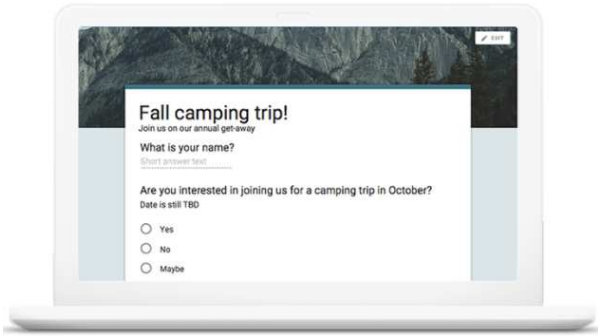 EDIT
Fall camping trip!
Join us on our annual get-away
What is your name?
Short answer text
Are you interested in joining us for a camping trip in October?
Date is still TBD
Yes
No
Maybe